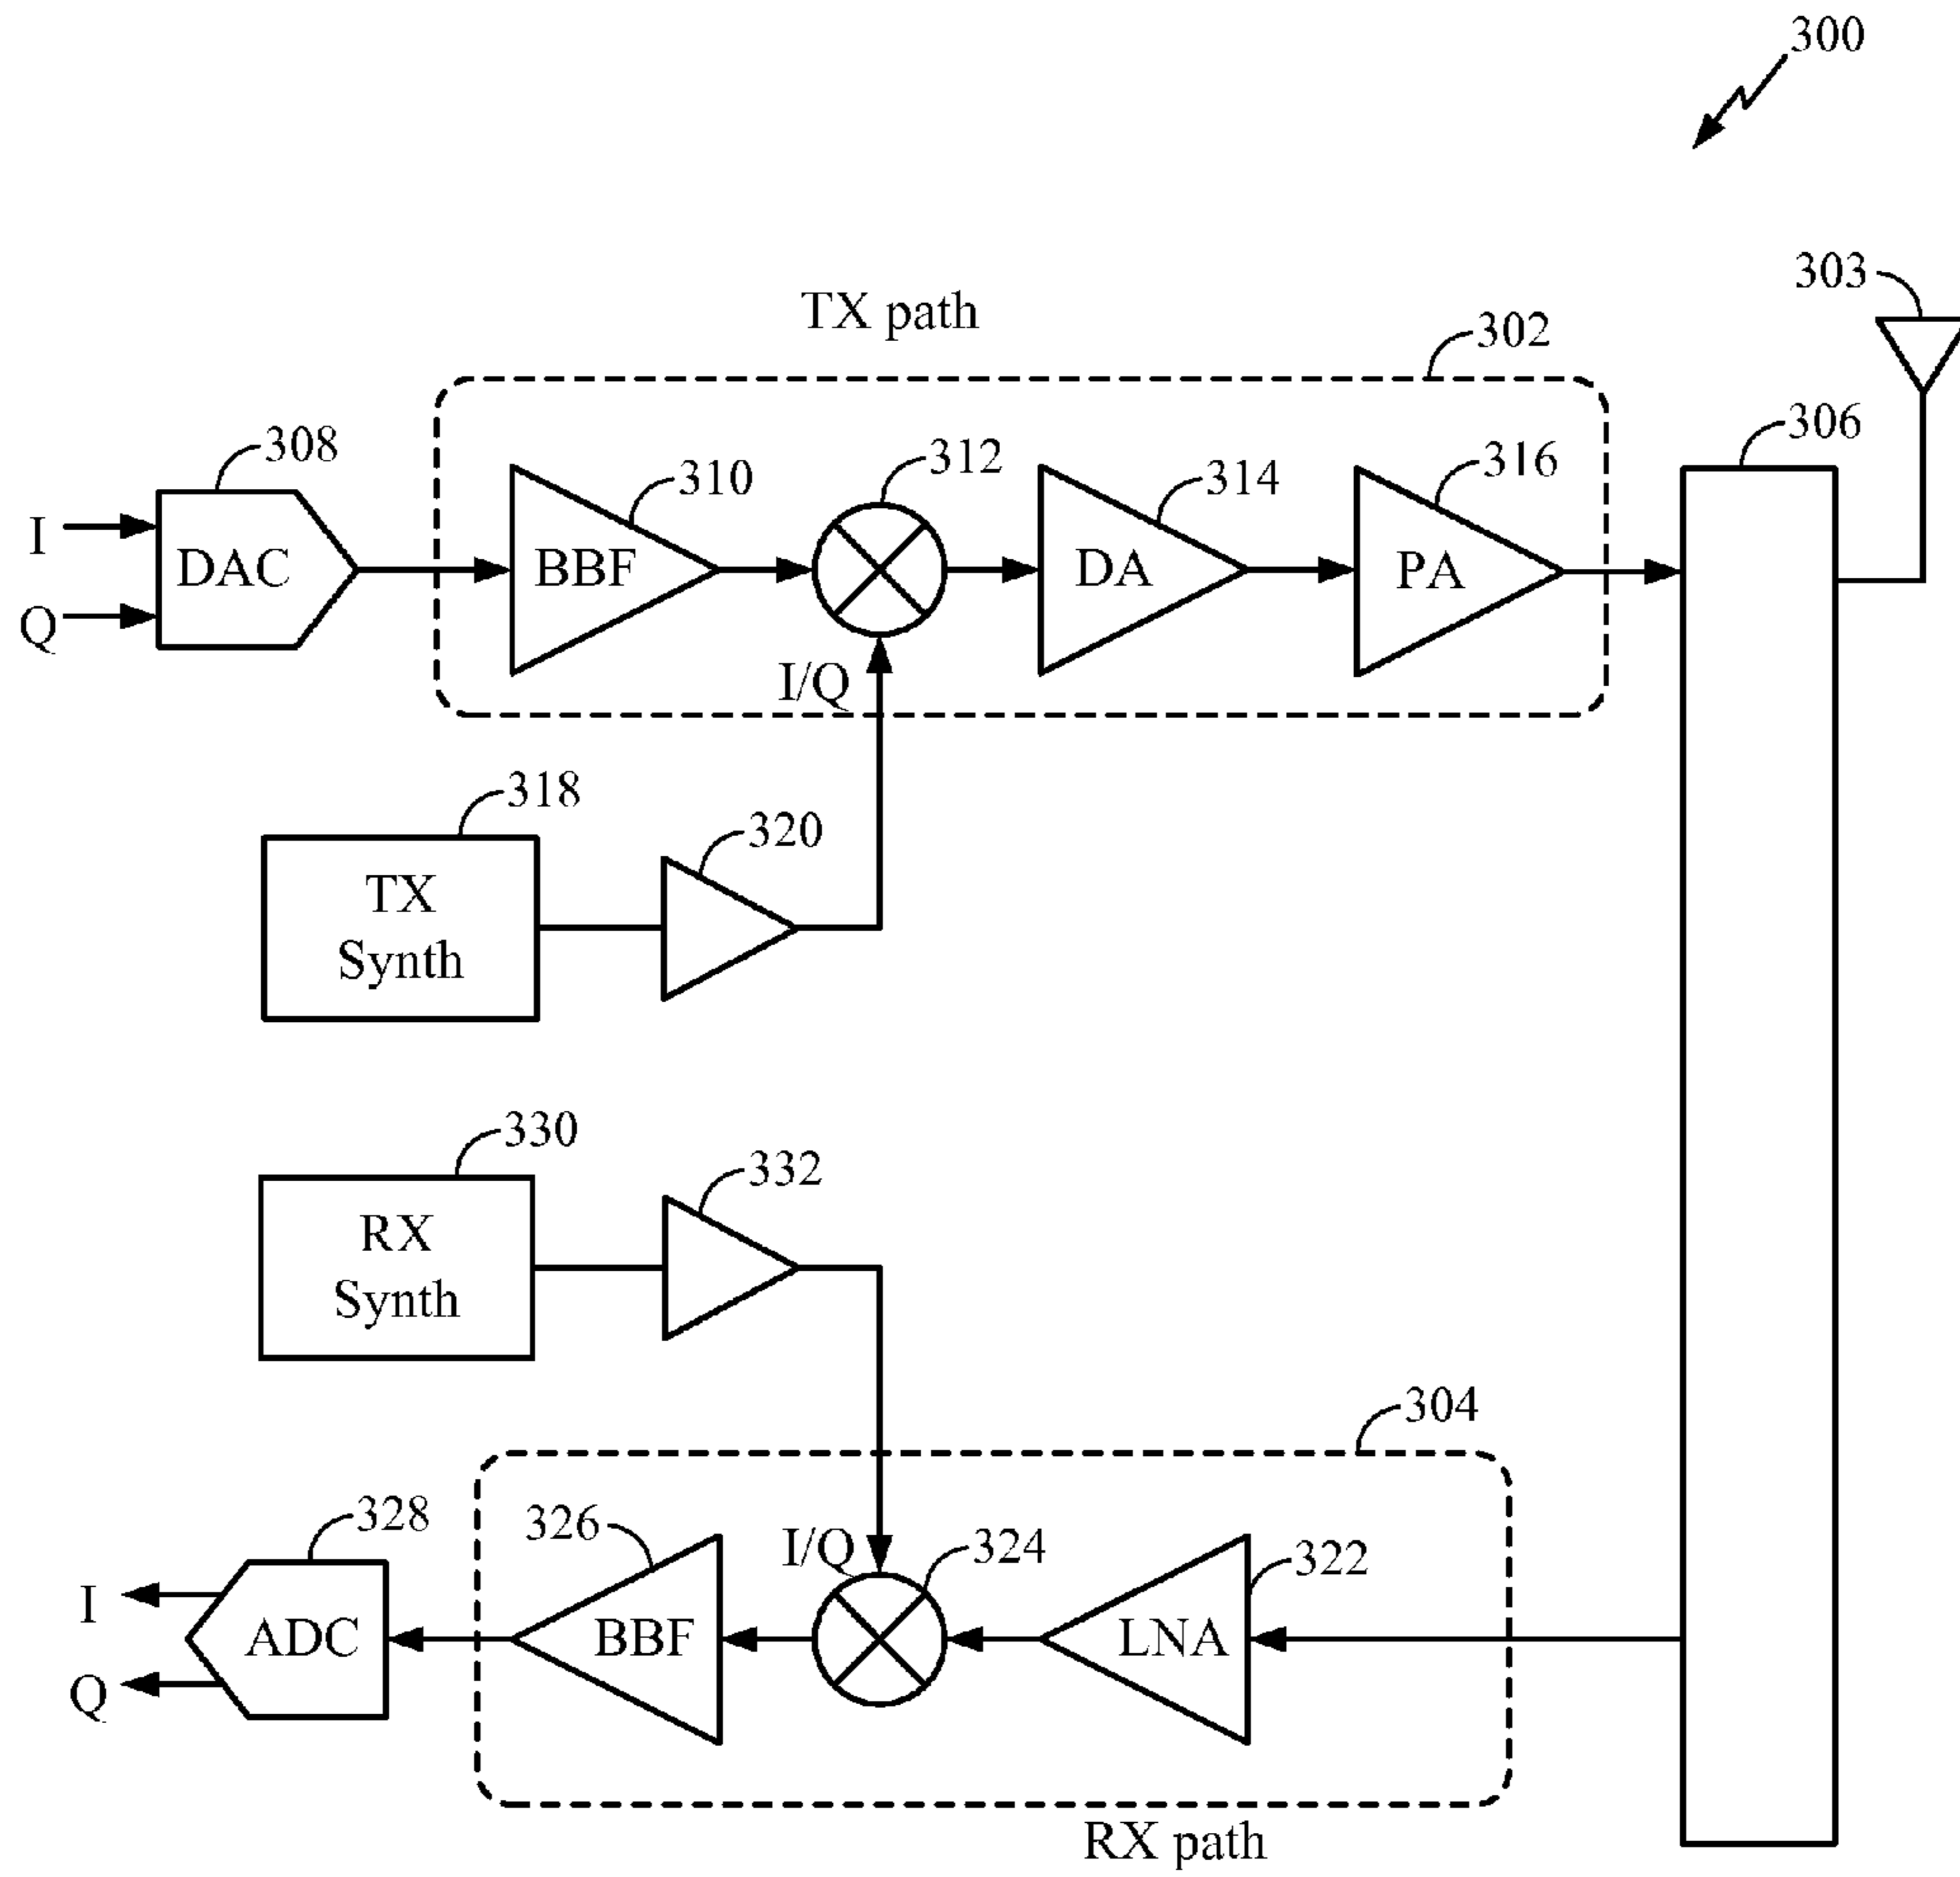 300
303
TX path
302
306
308
310
312
314
316
I
DAC
BBF
DA
PA
Q
I/Q
318
320
TX
Synth
330
332
RX
Synth
304
328
326
I/Q
324
322
I
ADC
BBF
LNA
Q
RX path